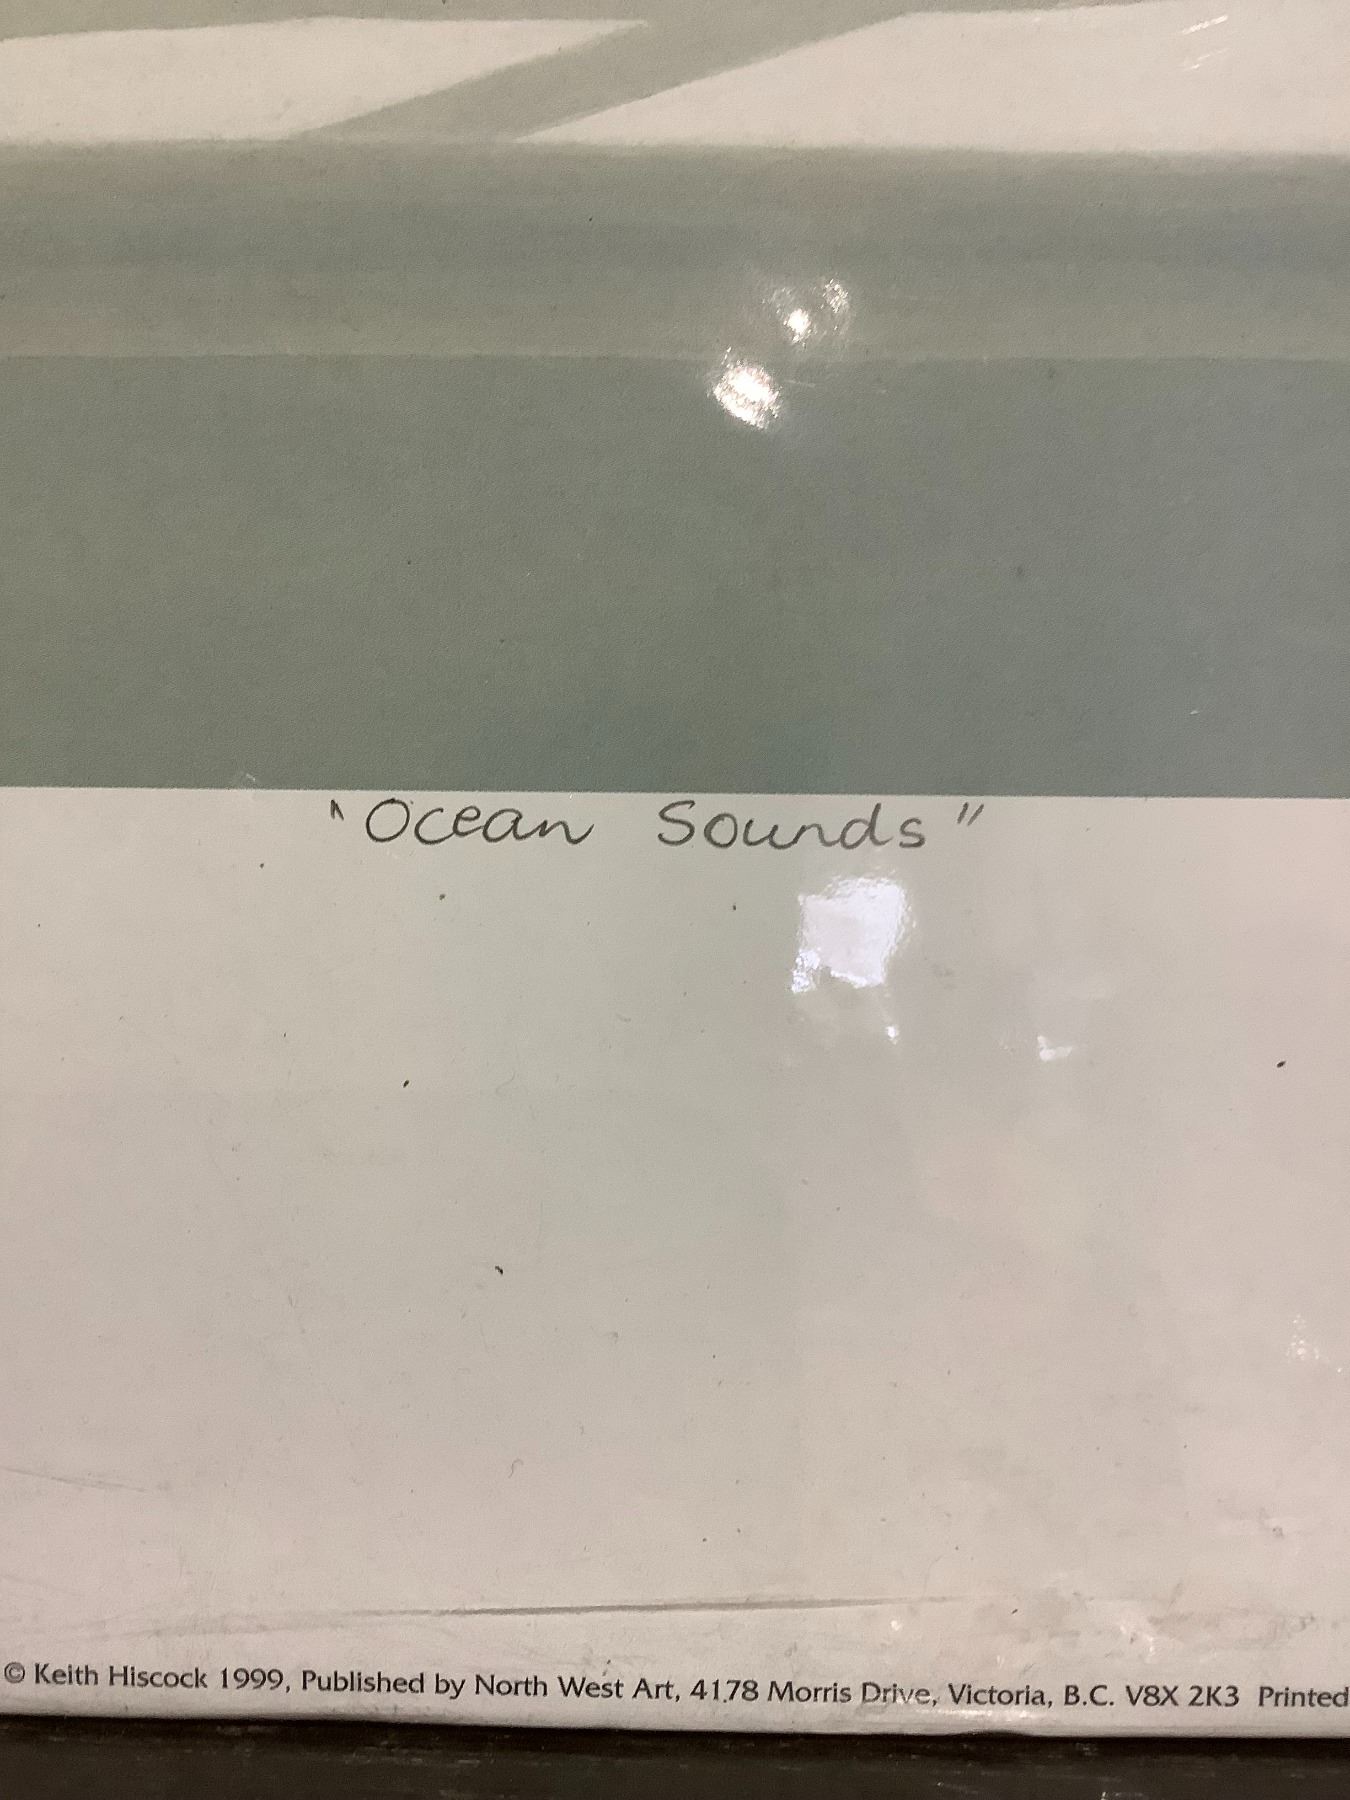 "Ocean Sounds"
© Keith Hiscock 1999, Published by North West Art, 4178 Morris Drive, Victoria, B.C. V8X 2K3 Printed